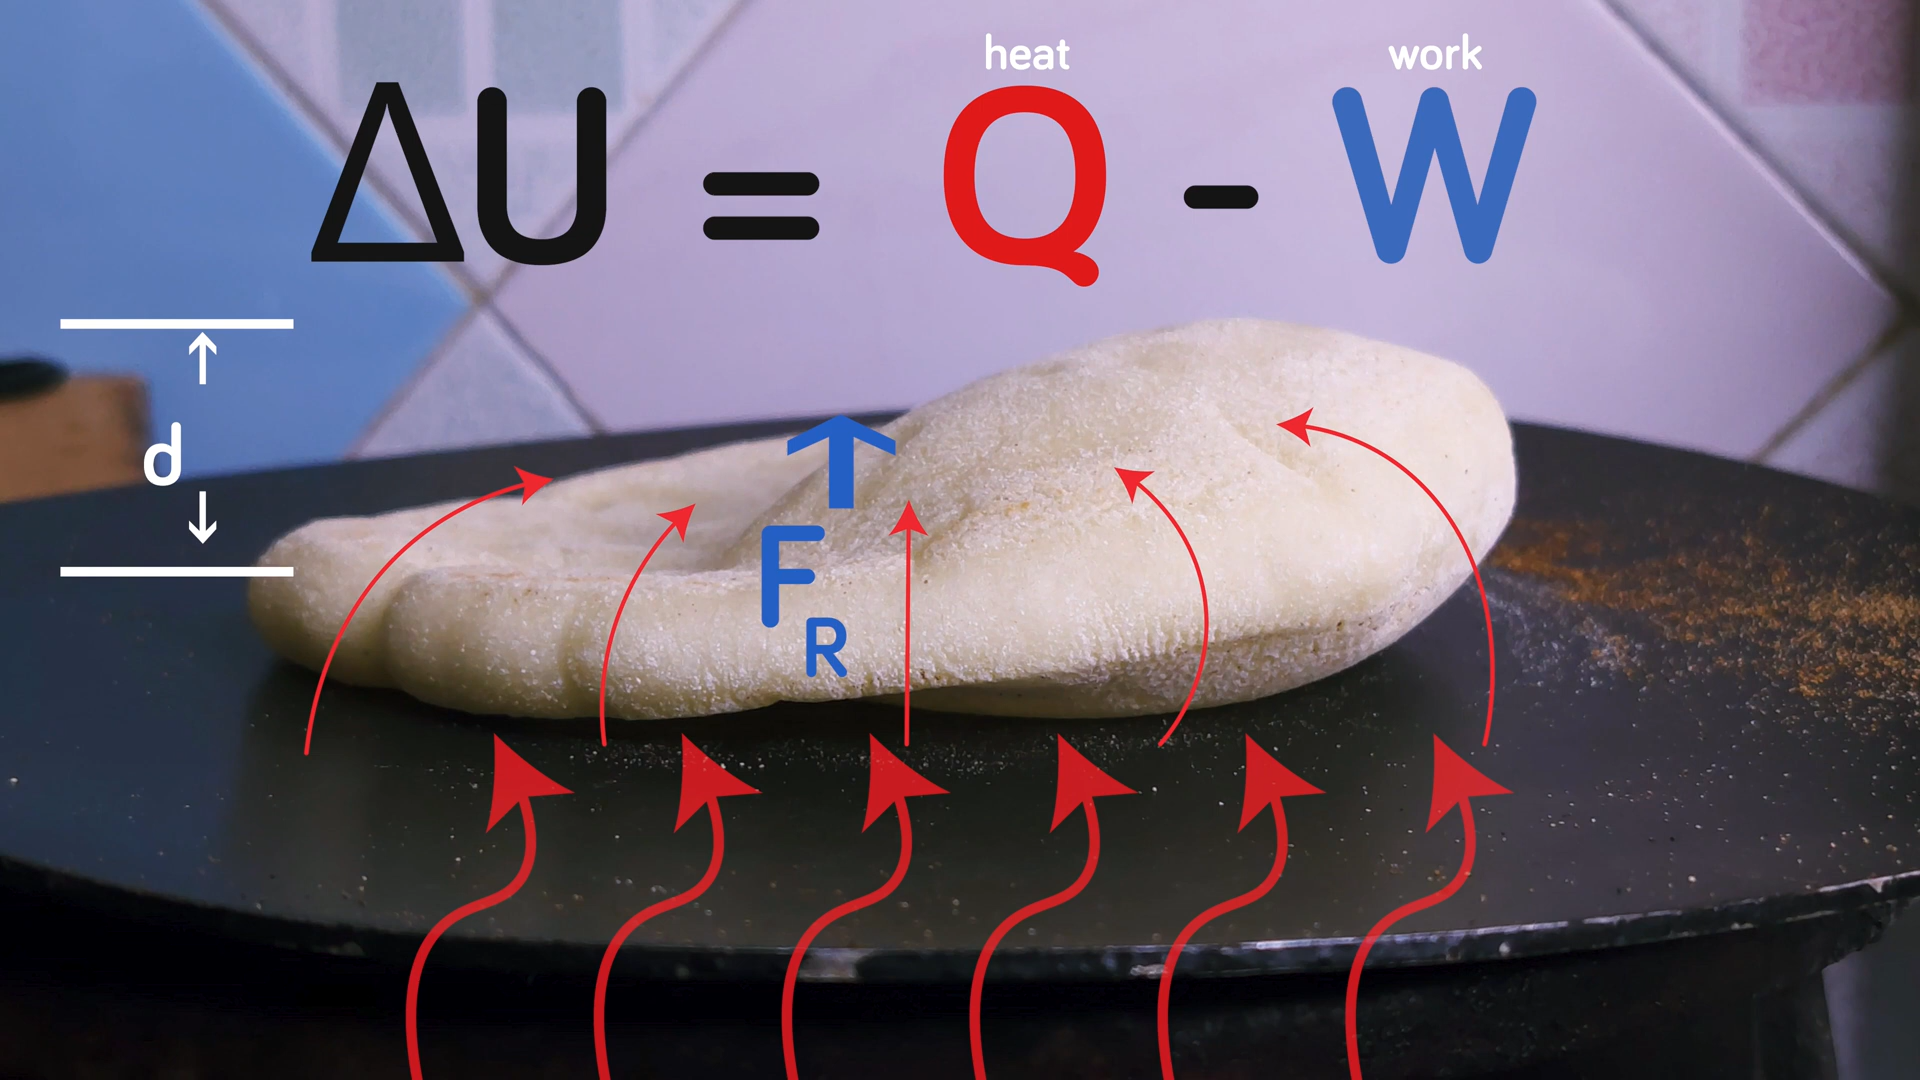 heat work
ΔU = Q - W
d
F
R